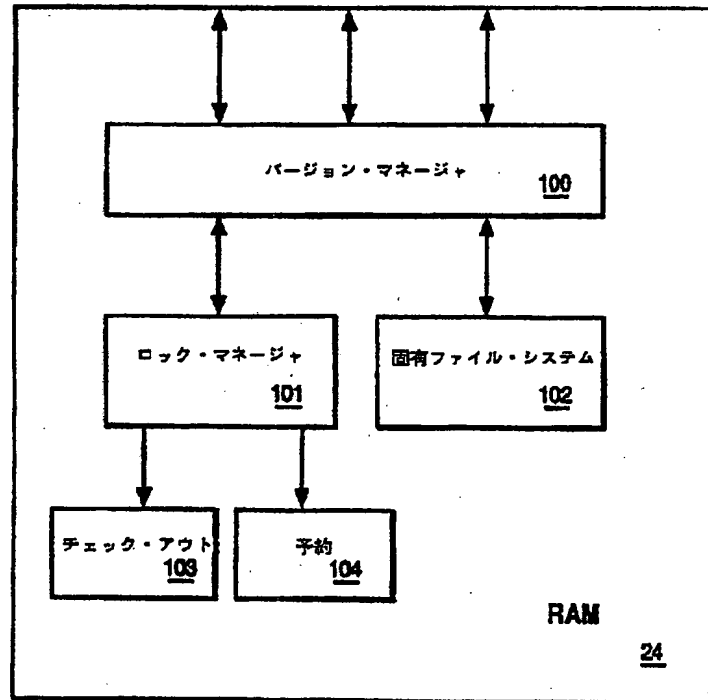 バージョン・マネージャ
100
ロック・マネージャ
101
固有ファイル・システム
102
チェック・アウト
103
予約
104
RAM
24